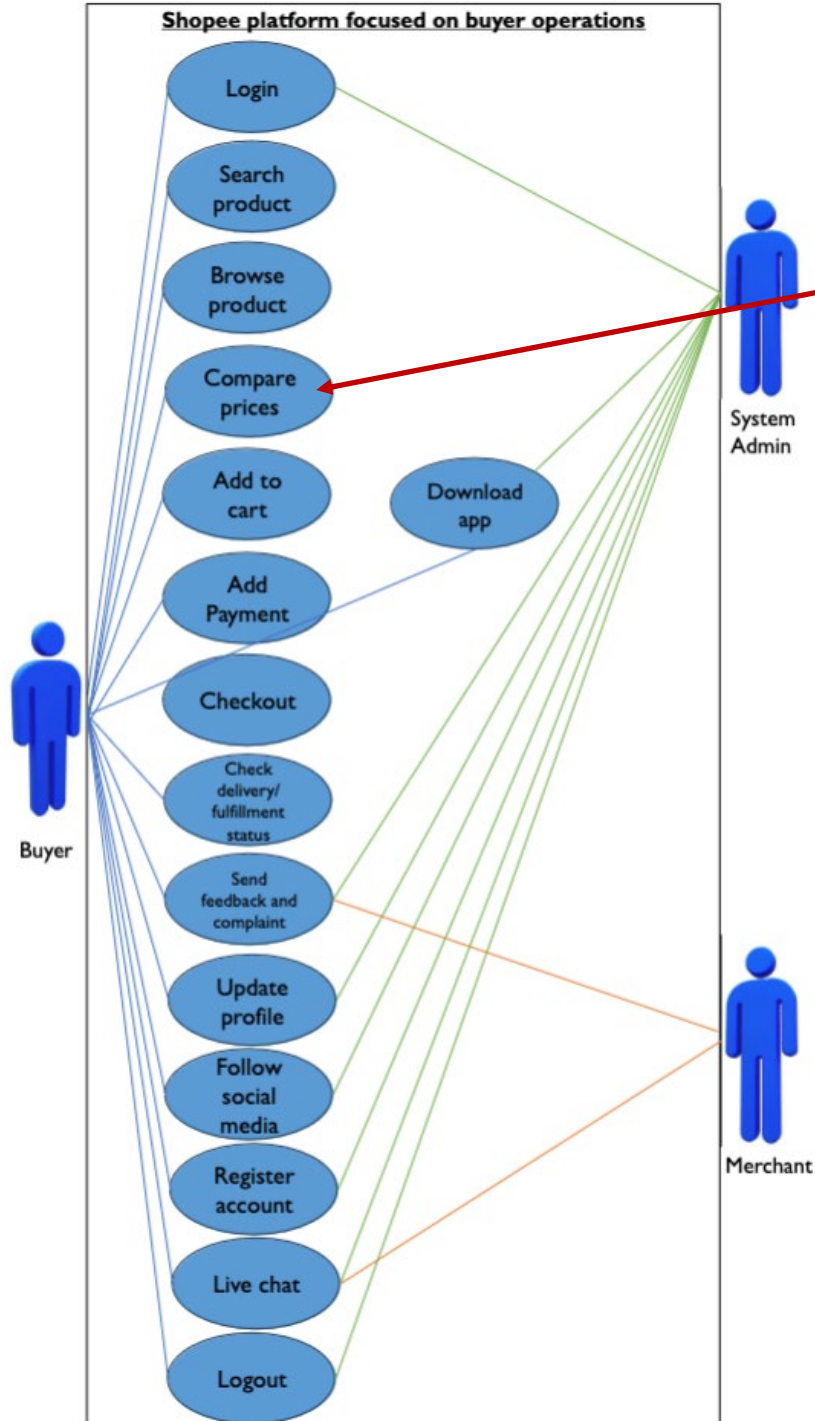 Shopee platform focused on buyer operations
Login
Search
product
Browse
product
Compare
prices
System
Admin
Add to
cart
Download
app
Add
Payment
Checkout
Check
delivery/
fulfillment
status
Buyer
Send
feedback and
complaint
Update
profile
Follow
social
media
Merchant
Register
account
Live chat
Logout